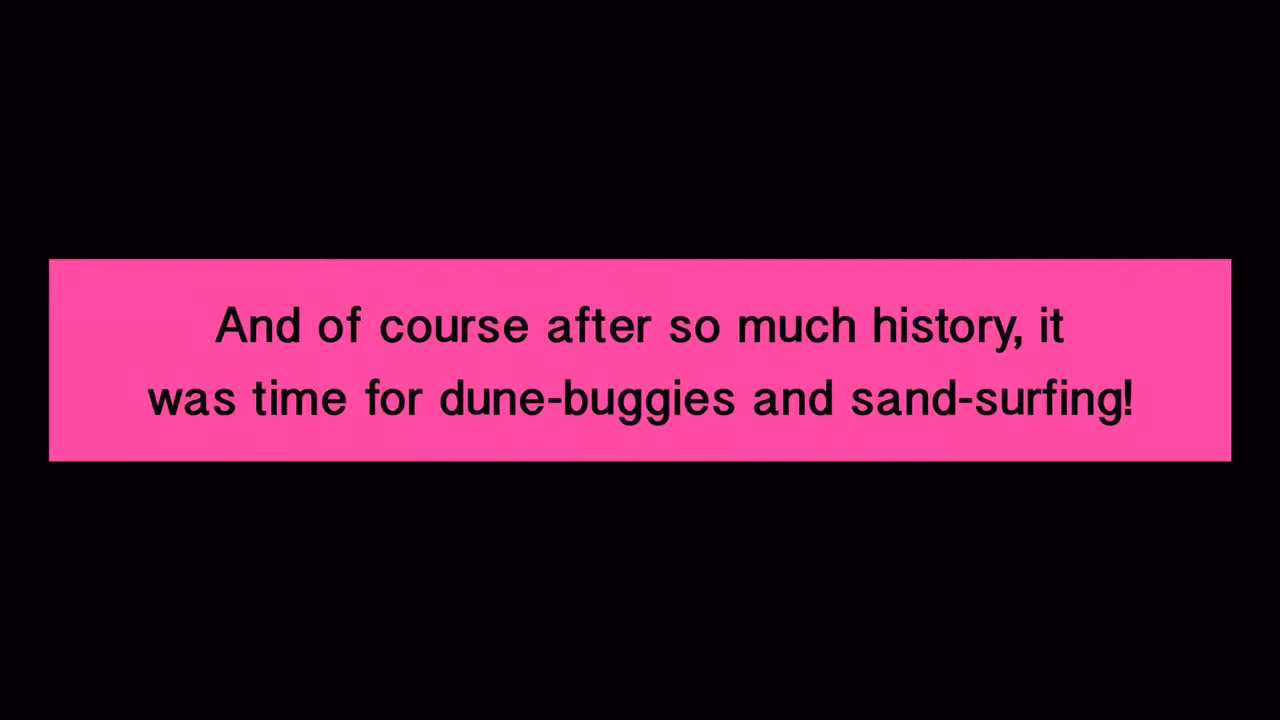 And of course after so much history, it
was time for dune-buggies and sand-surfing!